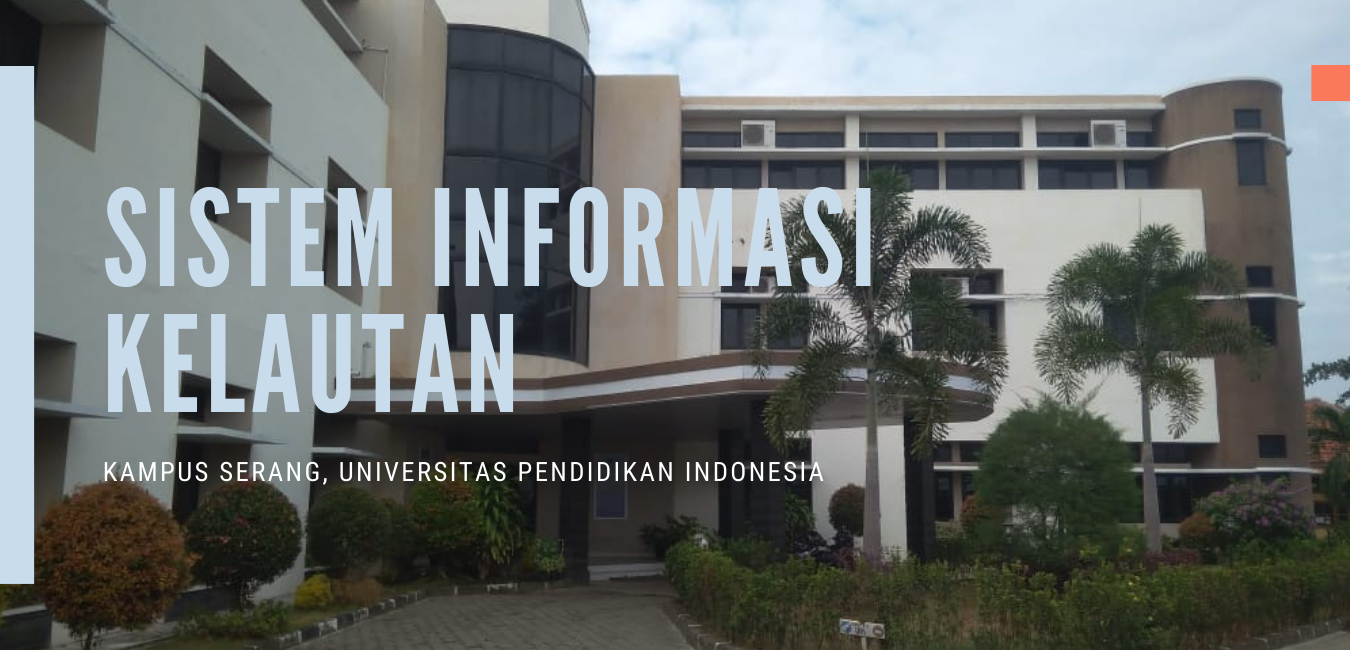 SISTEM INFORMASI
KELAUTAN
KAMPUS SERANG, UNIVERSITAS PENDIDIKAN INDONESIA